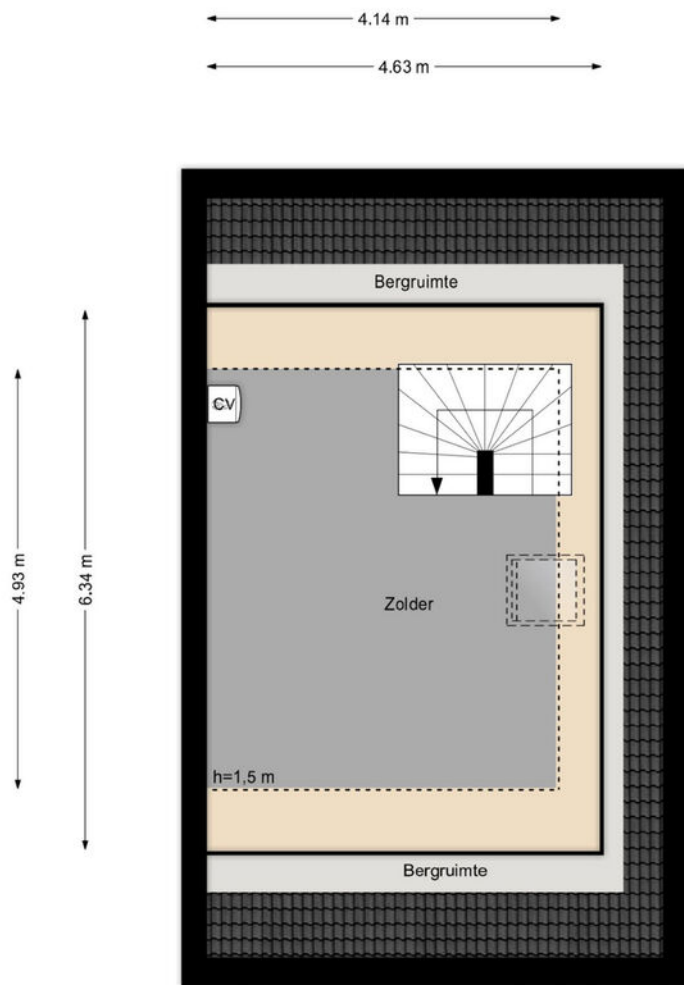 4.14 m
4.63 m
Bergruimte
CV
4.93 m
6.34 m
Zolder
h=1,5 m
Bergruimte